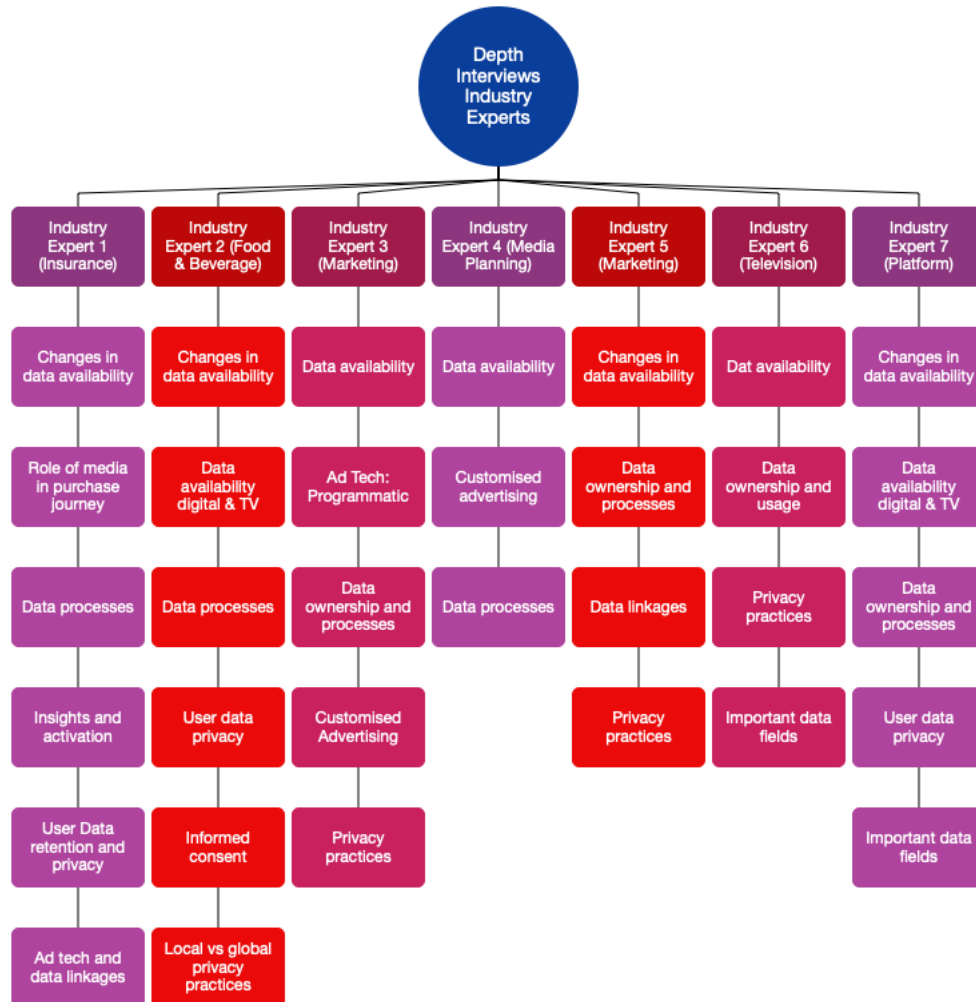 Depth
Interviews
Industry
Experts
Industry
Expert 1
(Insurance)
Industry
Expert 2 (Food
& Beverage)
Industry
Expert 3
(Marketing)
Industry
Expert 4 (Media
Planning)
Industry
Expert 5
(Marketing)
Industry
Expert 6
(Television)
Industry
Expert 7
(Platform)
Changes in
data availability
Changes in
data availability
Data availability
Data availability
Changes in
data availability
Dat availability
Changes in
data availability
Role of media
in purchase
journey
Data
availability
digital & TV
Ad Tech:
Programmatic
Customised
advertising
Data
ownership and
processes
Data
ownership and
usage
Data
availability
digital & TV
Data processes
Data processes
Data
ownership and
processes
Data processes
Data linkages
Privacy
practices
Data
ownership and
processes
Insights and
activation
User data
privacy
Customised
Advertising
Privacy
practices
Important data
fields
User data
privacy
User Data
retention and
privacy
Informed
consent
Privacy
practices
Important data
fields
Ad tech and
data linkages
Local vs global
privacy
practices